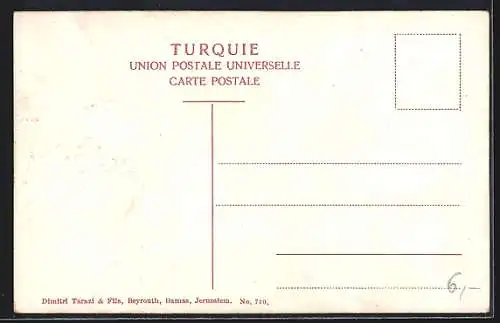 TURQUIE
UNION POSTALE UNIVERSELLE
CARTE POSTALE
Dimitri Tarazi & Fils, Beyrouth, Damas, Jerusalem. No. 710.
6,-